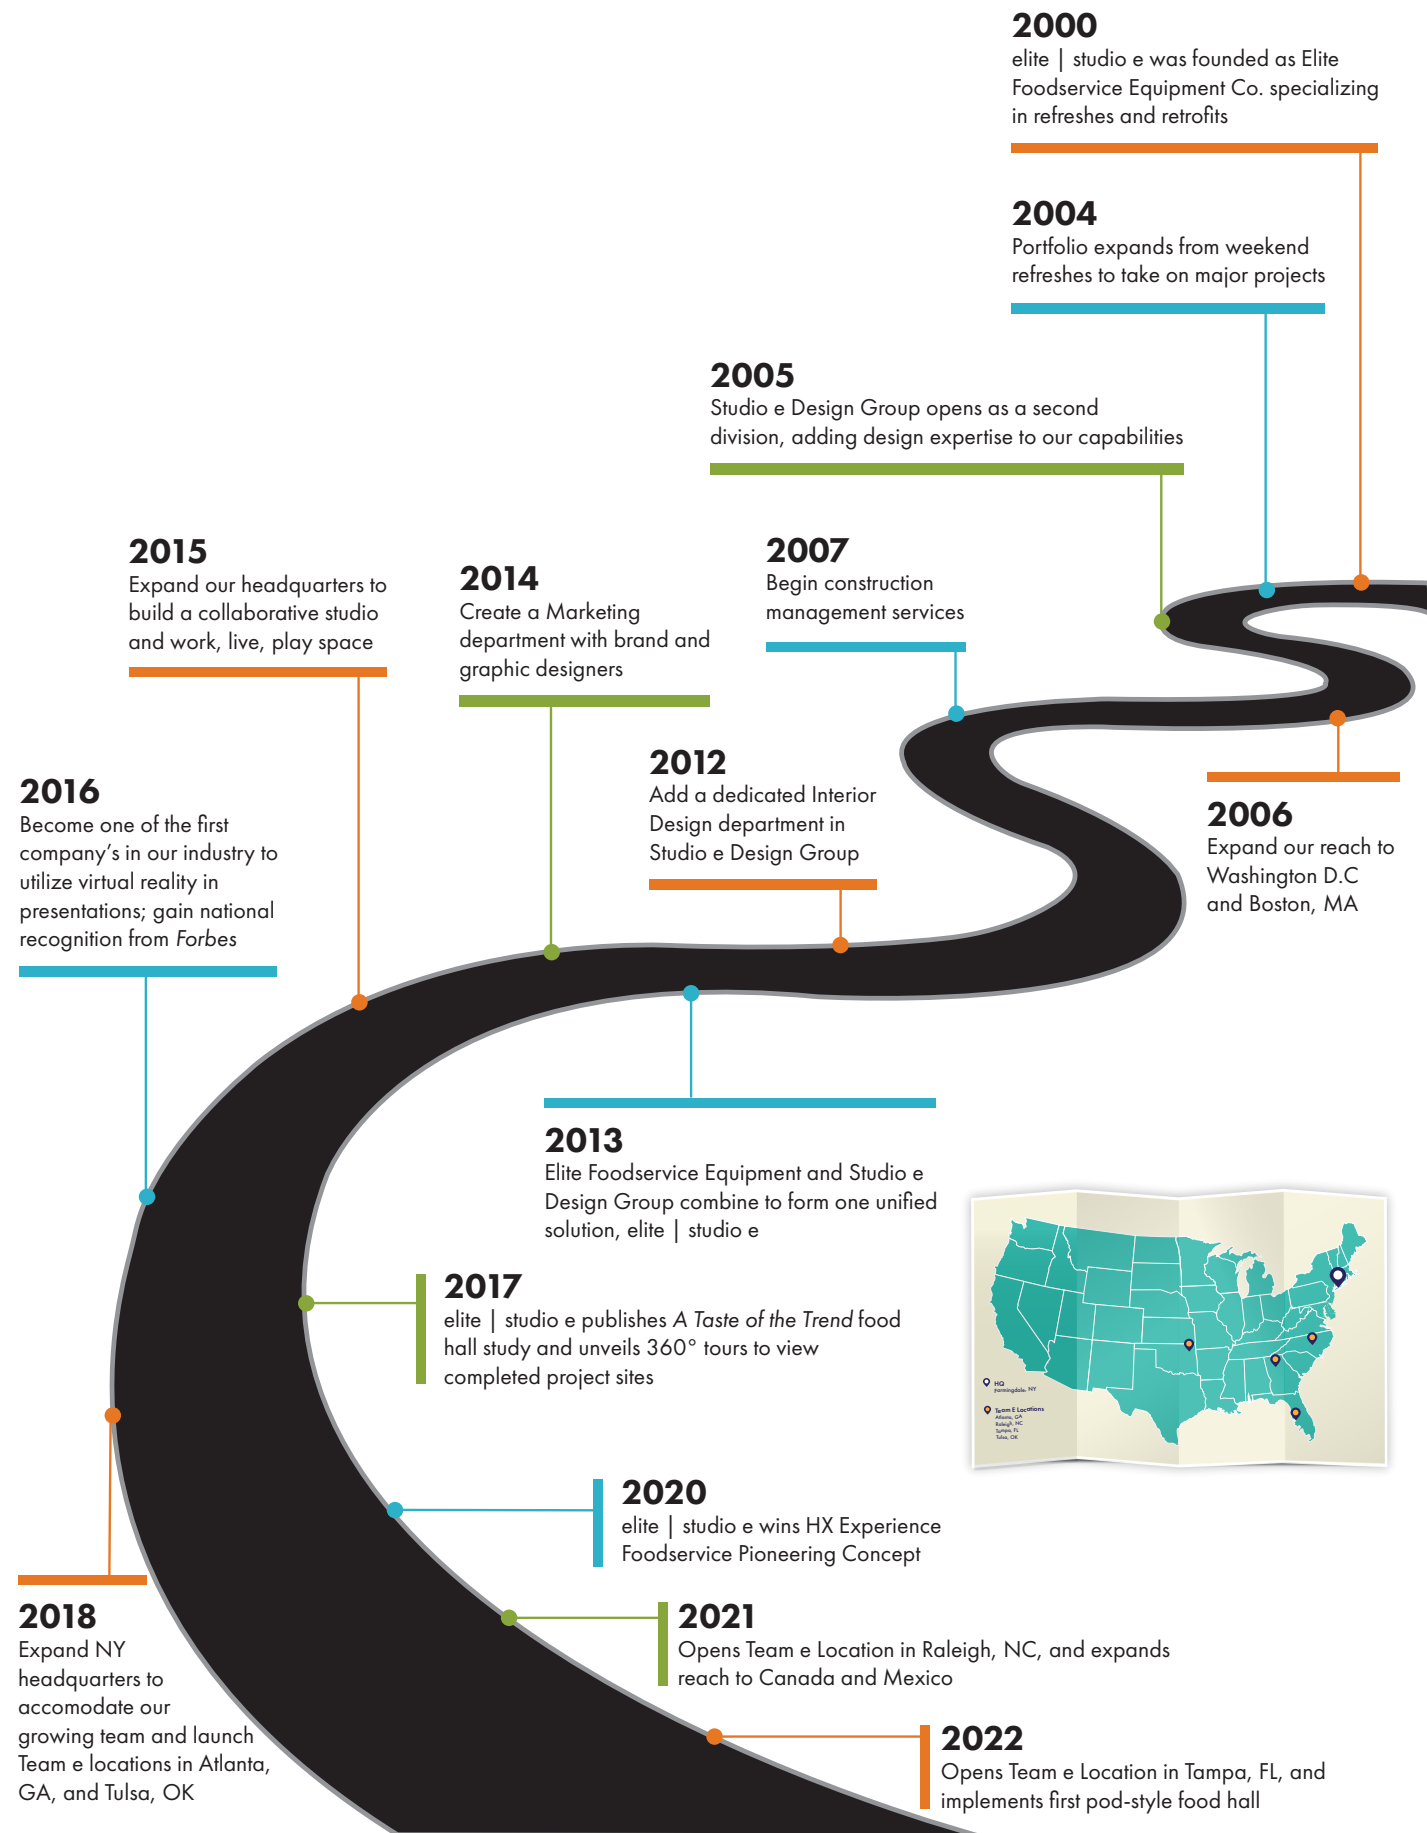 2000
elite | studio e was founded as Elite
Foodservice Equipment Co. specializing
in refreshes and retrofits
2004
Portfolio expands from weekend
refreshes to take on major projects
2005
Studio e Design Group opens as a second
division, adding design expertise to our capabilities
2006
Expand our reach to
Washington D.C
and Boston, MA
2007
Begin construction
management services
2012
Add a dedicated Interior
Design department in
Studio e Design Group
2013
Elite Foodservice Equipment and Studio e
Design Group combine to form one unified
solution, elite | studio e
2014
Create a Marketing
department with brand and
graphic designers
2015
Expand our headquarters to
build a collaborative studio
and work, live, play space
2016
Become one of the first
company's in our industry to
utilize virtual reality in
presentations; gain national
recognition from Forbes
2017
elite | studio e publishes A Taste of the Trend food
hall study and unveils 360° tours to view
completed project sites
2018
Expand NY
headquarters to
accomodate our
growing team and launch
Team e locations in Atlanta,
GA, and Tulsa, OK
2020
elite | studio e wins HX Experience
Foodservice Pioneering Concept
2021
Opens Team e Location in Raleigh, NC, and expands
reach to Canada and Mexico
2022
Opens Team e Location in Tampa, FL, and
implements first pod-style food hall
HQ
Farmingdale, NY
Team E Locations
Atlanta, GA
Raleigh, NC
Tampa, FL
Tulsa, OK